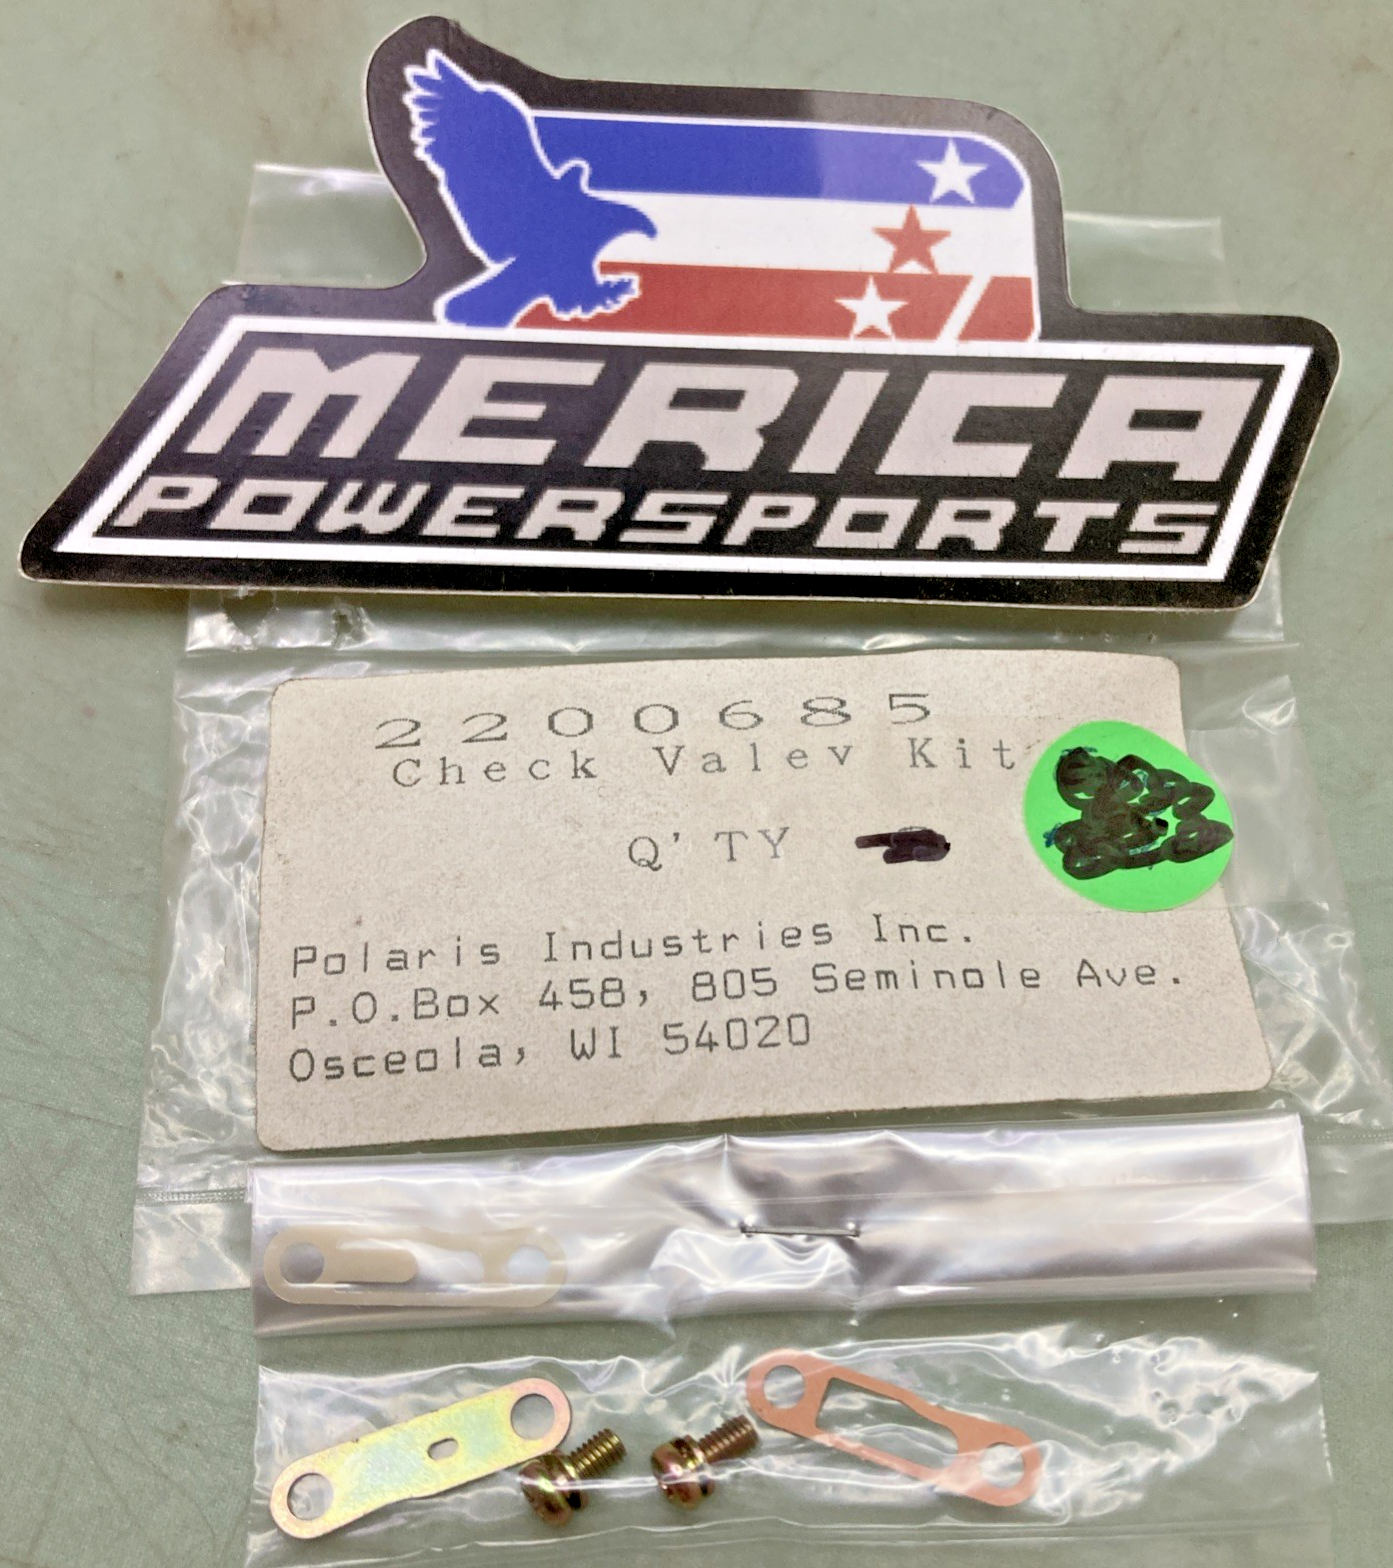 MERICA
POWERSPORTS
2200685
Check Valev Kit
Q'TY
Polaris Industries Inc.
P.O.Box 458, 805 Seminole Ave.
Osceola, WI 54020